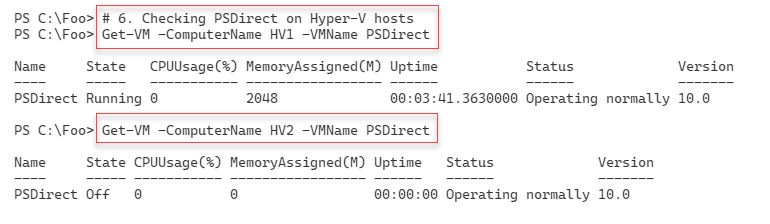 PS C:\Foo> # 6. Checking PSDirect on Hyper-V hosts
PS C:\Foo> Get-VM -ComputerName HV1 -VMName PSDirect
Name     State   CPUUsage(%) MemoryAssigned(M) Uptime           Status             Version
----     -----   ----------- ----------------- ------           ------             -------
PSDirect Running 0           2048              00:03:41.3630000 Operating normally 10.0
PS C:\Foo> Get-VM -ComputerName HV2 -VMName PSDirect
Name     State CPUUsage(%) MemoryAssigned(M) Uptime   Status             Version
----     ----- ----------- ----------------- ------   ------             -------
PSDirect Off   0           0                 00:00:00 Operating normally 10.0